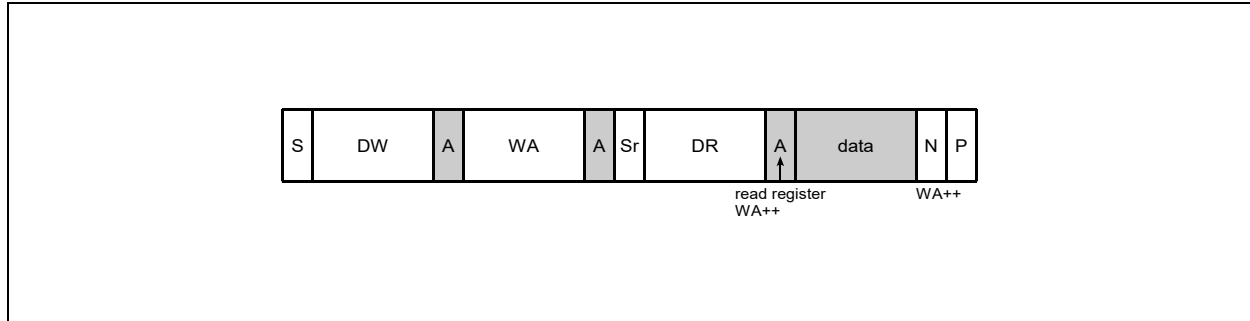 S DW A WA A Sr DR A data N P
read register WA++
WA++